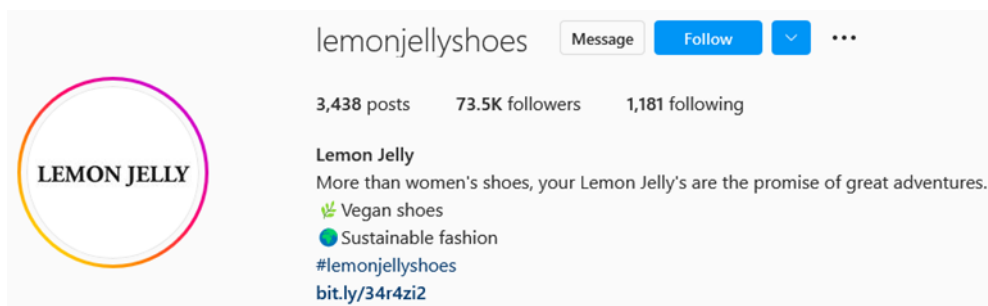 lemonjellyshoes Message Follow
3,438 posts 73.5K followers 1,181 following
LEMON JELLY
Lemon Jelly
More than women's shoes, your Lemon Jelly's are the promise of great adventures.
🌿 Vegan shoes
🌍 Sustainable fashion
#lemonjellyshoes
bit.ly/34r4zi2